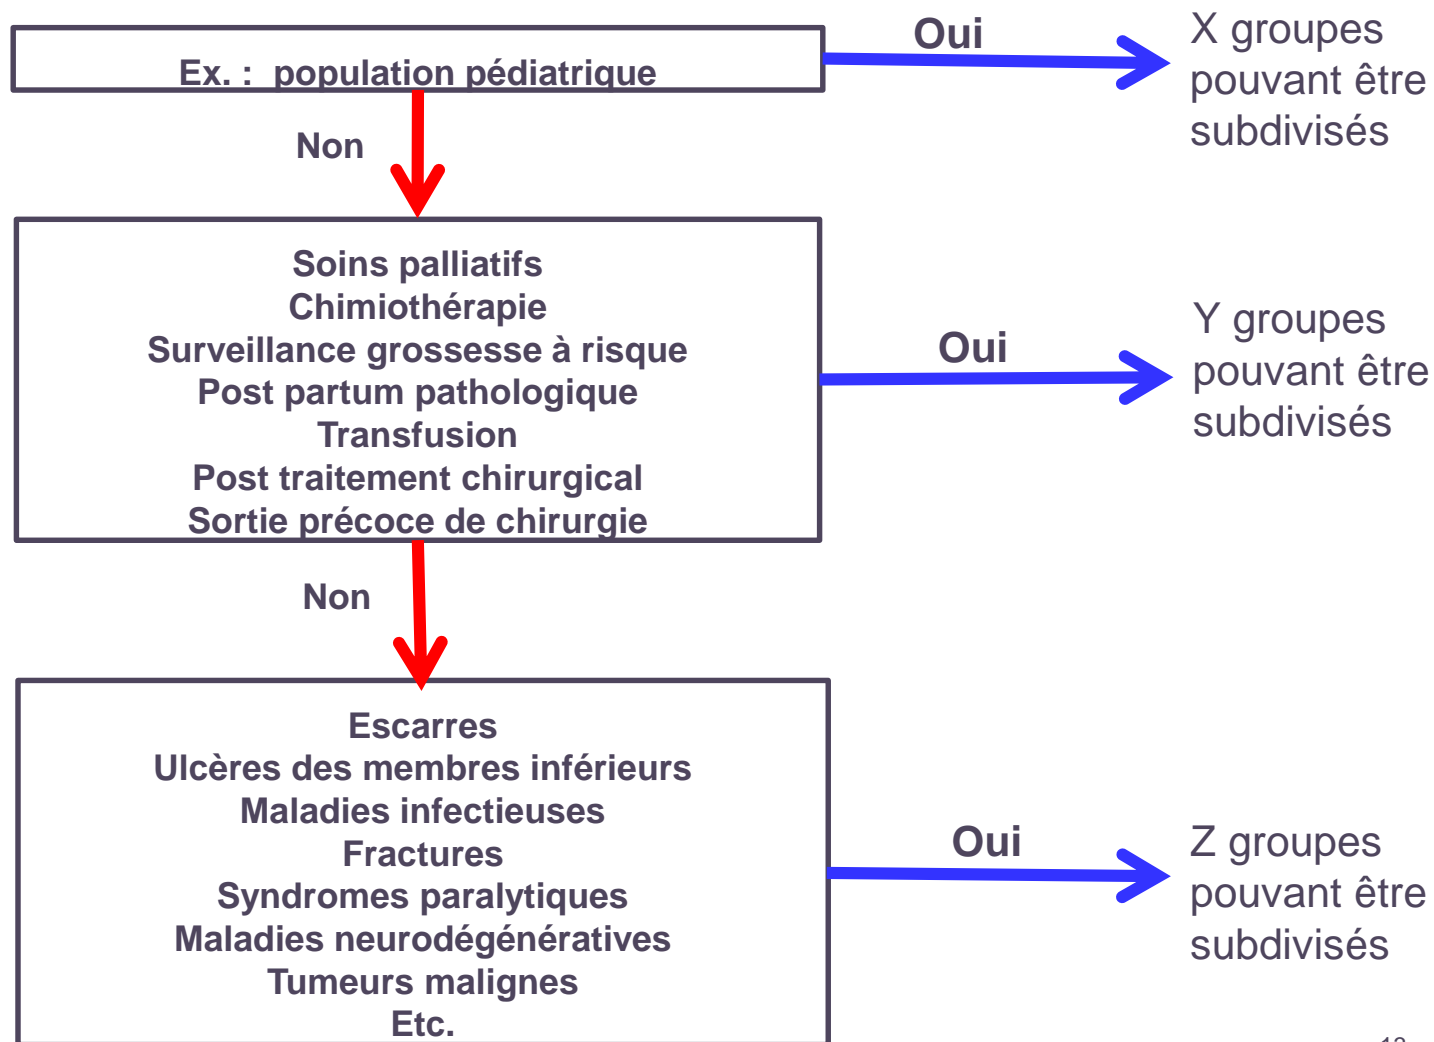 Ex. : population pédiatrique
Oui
X groupes
pouvant être
subdivisés
Non
Soins palliatifs
Chimiothérapie
Surveillance grossesse à risque
Post partum pathologique
Transfusion
Post traitement chirurgical
Sortie précoce de chirurgie
Oui
Y groupes
pouvant être
subdivisés
Non
Escarres
Ulcères des membres inférieurs
Maladies infectieuses
Fractures
Syndromes paralytiques
Maladies neurodégénératives
Tumeurs malignes
Etc.
Oui
Z groupes
pouvant être
subdivisés